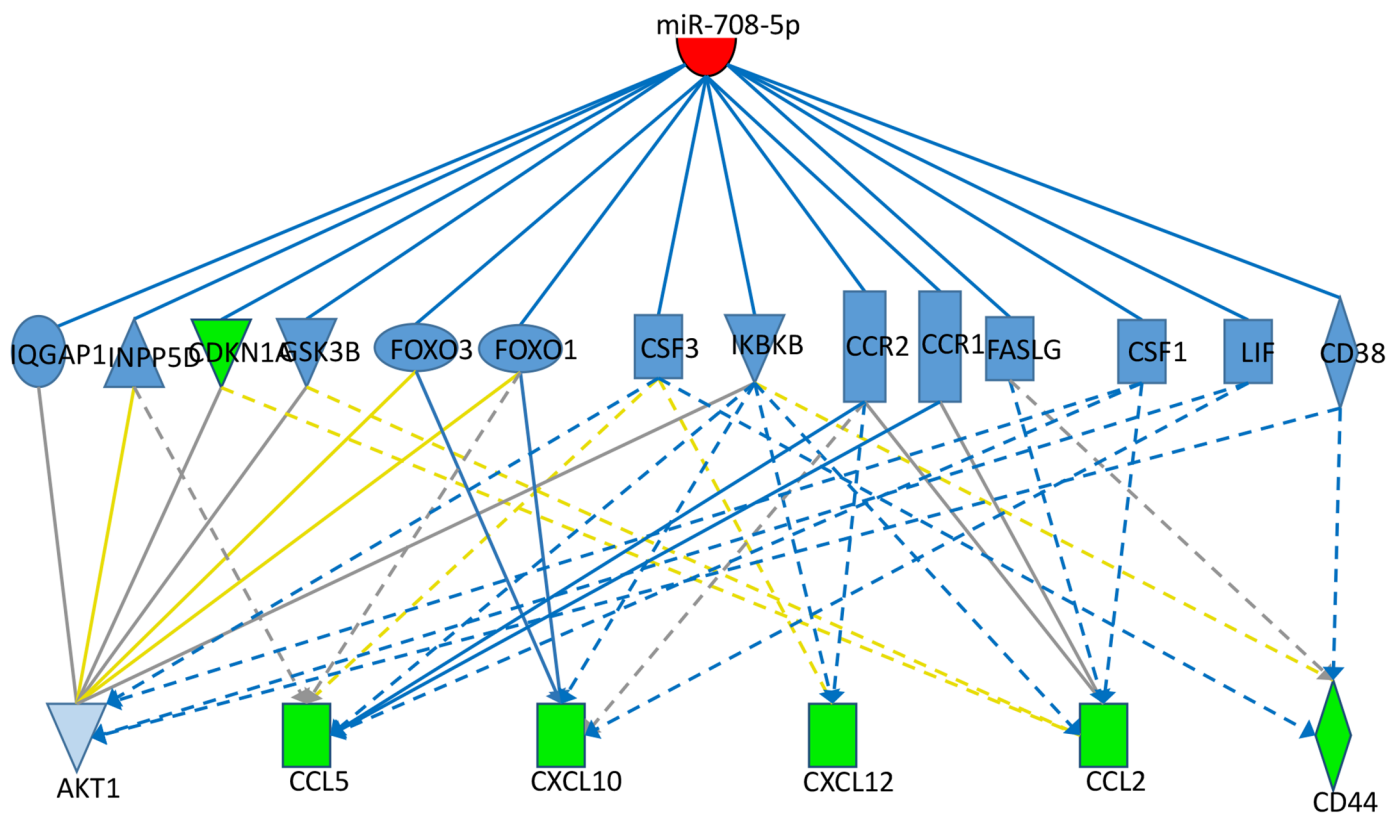 miR-708-5p
IQGAP1
INPP5D
CDKN1A
GSK3B
FOXO3
FOXO1
CSF3
IKBKB
CCR2
CCR1
FASLG
CSF1
LIF
CD38
AKT1
CCL5
CXCL10
CXCL12
CCL2
CD44